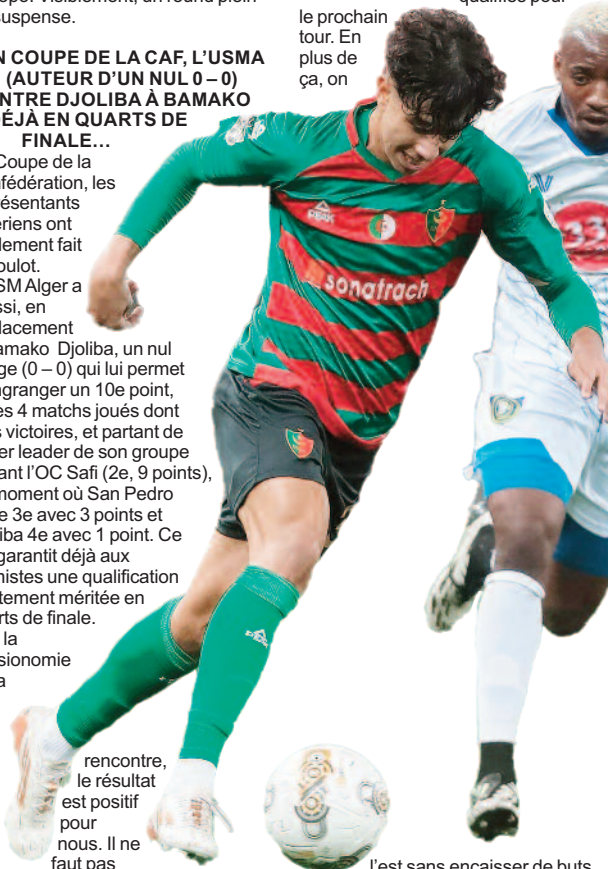 suspense.
N COUPE DE LA CAF, L'USMA
(AUTEUR D'UN NUL 0 – 0)
NTRE DJOLIBA À BAMAKO
ÉJÀ EN QUARTS DE
FINALE…
Coupe de la
fédération, les
résentants
ériens ont
lement fait
oulot.
SM Alger a
ssi, en
lacement
amako Djoliba, un nul
ge (0 – 0) qui lui permet
ngranger un 10e point,
es 4 matchs joués dont
s victoires, et partant de
er leader de son groupe
ant l'OC Safi (2e, 9 points),
moment où San Pedro
e 3e avec 3 points et
iba 4e avec 1 point. Ce
garantit déjà aux
nistes une qualification
tement méritée en
rts de finale.
la
sionomie
a
rencontre,
le résultat
est positif
pour
nous. Il ne
faut pas
le prochain
tour. En
plus de
ça, on
l'est sans encaisser de buts
PEAK
sonatrach
33
PEAK